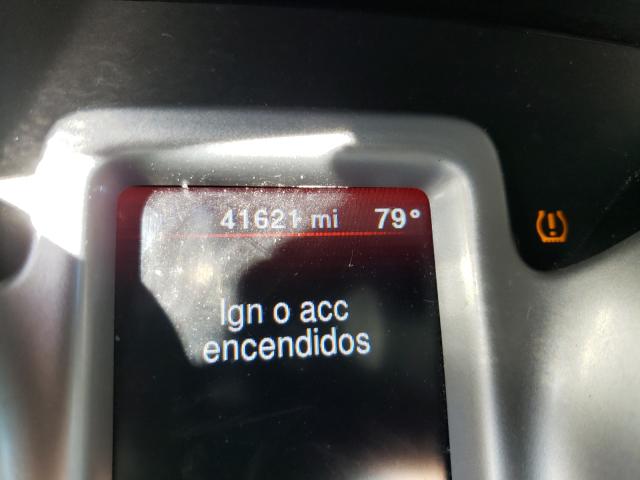 41621 mi 79°
Ign o acc
encendidos